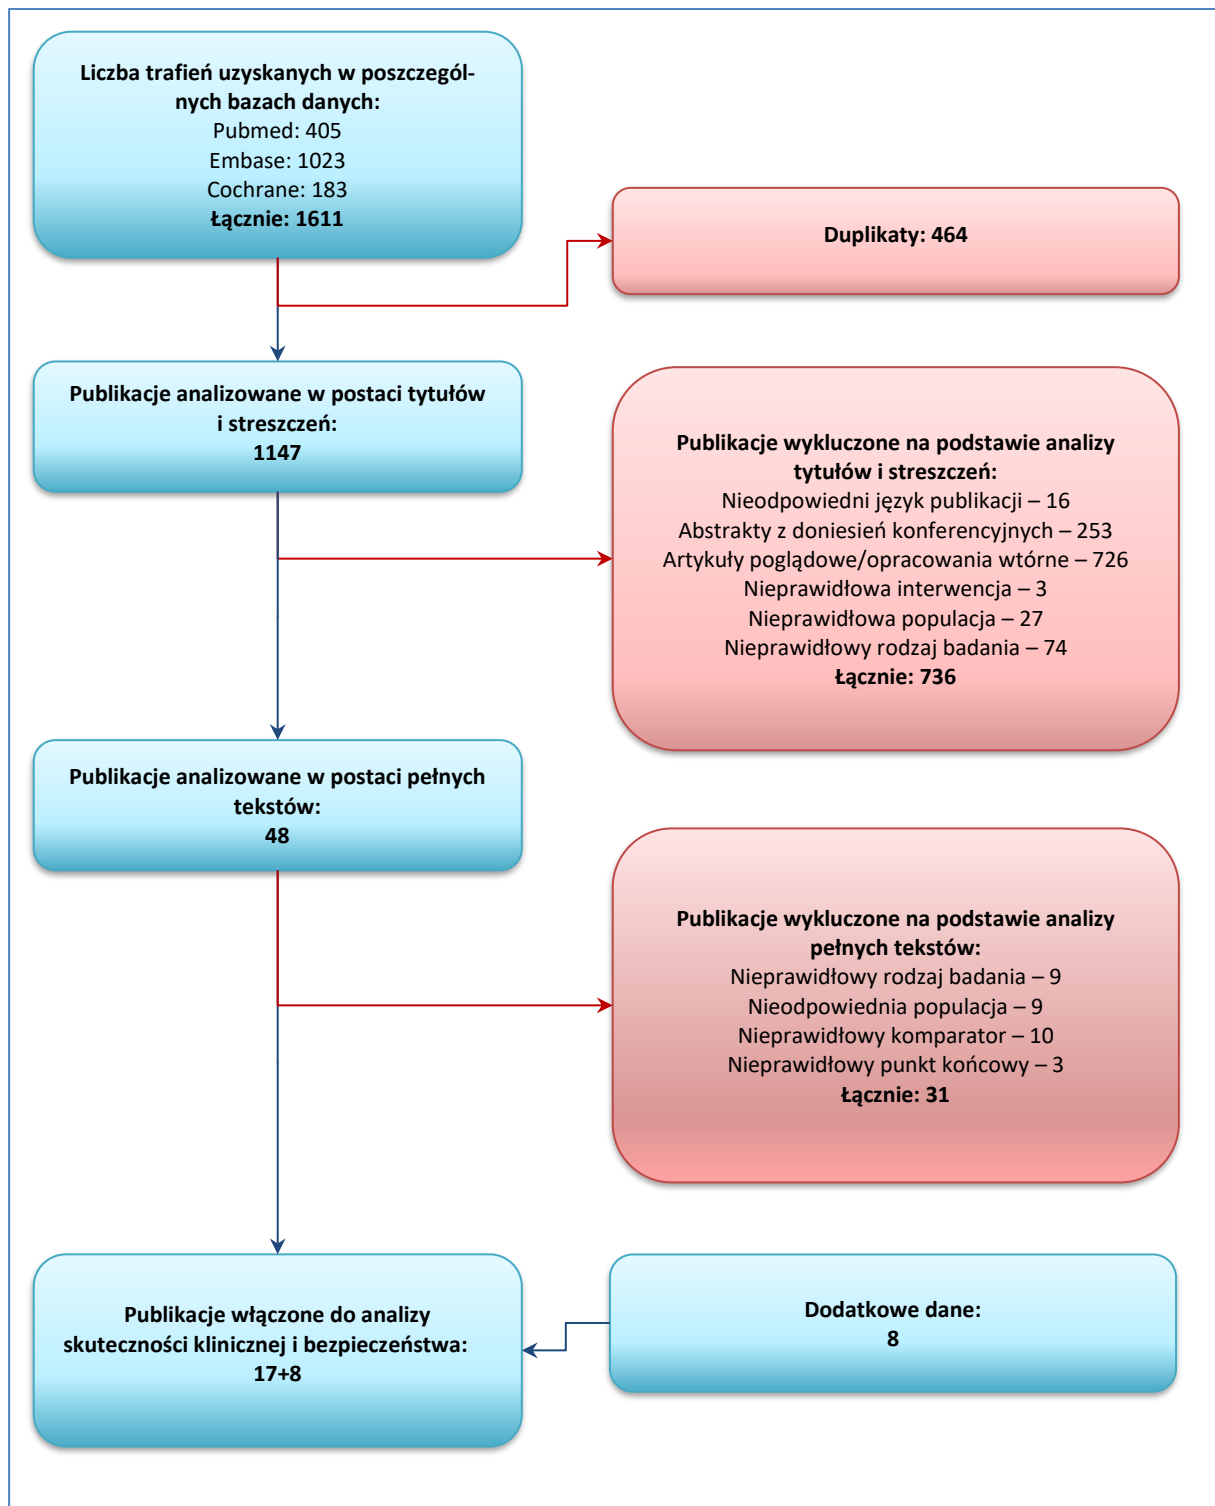 Liczba trafień uzyskanych w poszczegól-
nych bazach danych:
Pubmed: 405
Embase: 1023
Cochrane: 183
Łącznie: 1611
Duplikaty: 464
Publikacje analizowane w postaci tytułów
i streszczeń:
1147
Publikacje wykluczone na podstawie analizy
tytułów i streszczeń:
Nieodpowiedni język publikacji – 16
Abstrakty z doniesień konferencyjnych – 253
Artykuły poglądowe/opracowania wtórne – 726
Nieprawidłowa interwencja – 3
Nieprawidłowa populacja – 27
Nieprawidłowy rodzaj badania – 74
Łącznie: 736
Publikacje analizowane w postaci pełnych
tekstów:
48
Publikacje wykluczone na podstawie analizy
pełnych tekstów:
Nieprawidłowy rodzaj badania – 9
Nieodpowiednia populacja – 9
Nieprawidłowy komparator – 10
Nieprawidłowy punkt końcowy – 3
Łącznie: 31
Publikacje włączone do analizy
skuteczności klinicznej i bezpieczeństwa:
17+8
Dodatkowe dane:
8